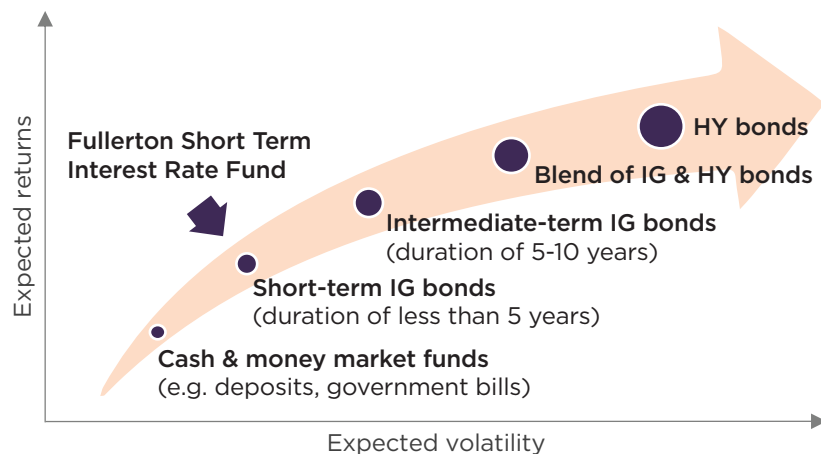 Expected returns
Fullerton Short Term
Interest Rate Fund
HY bonds
Blend of IG & HY bonds
Intermediate-term IG bonds
(duration of 5-10 years)
Short-term IG bonds
(duration of less than 5 years)
Cash & money market funds
(e.g. deposits, government bills)
Expected volatility